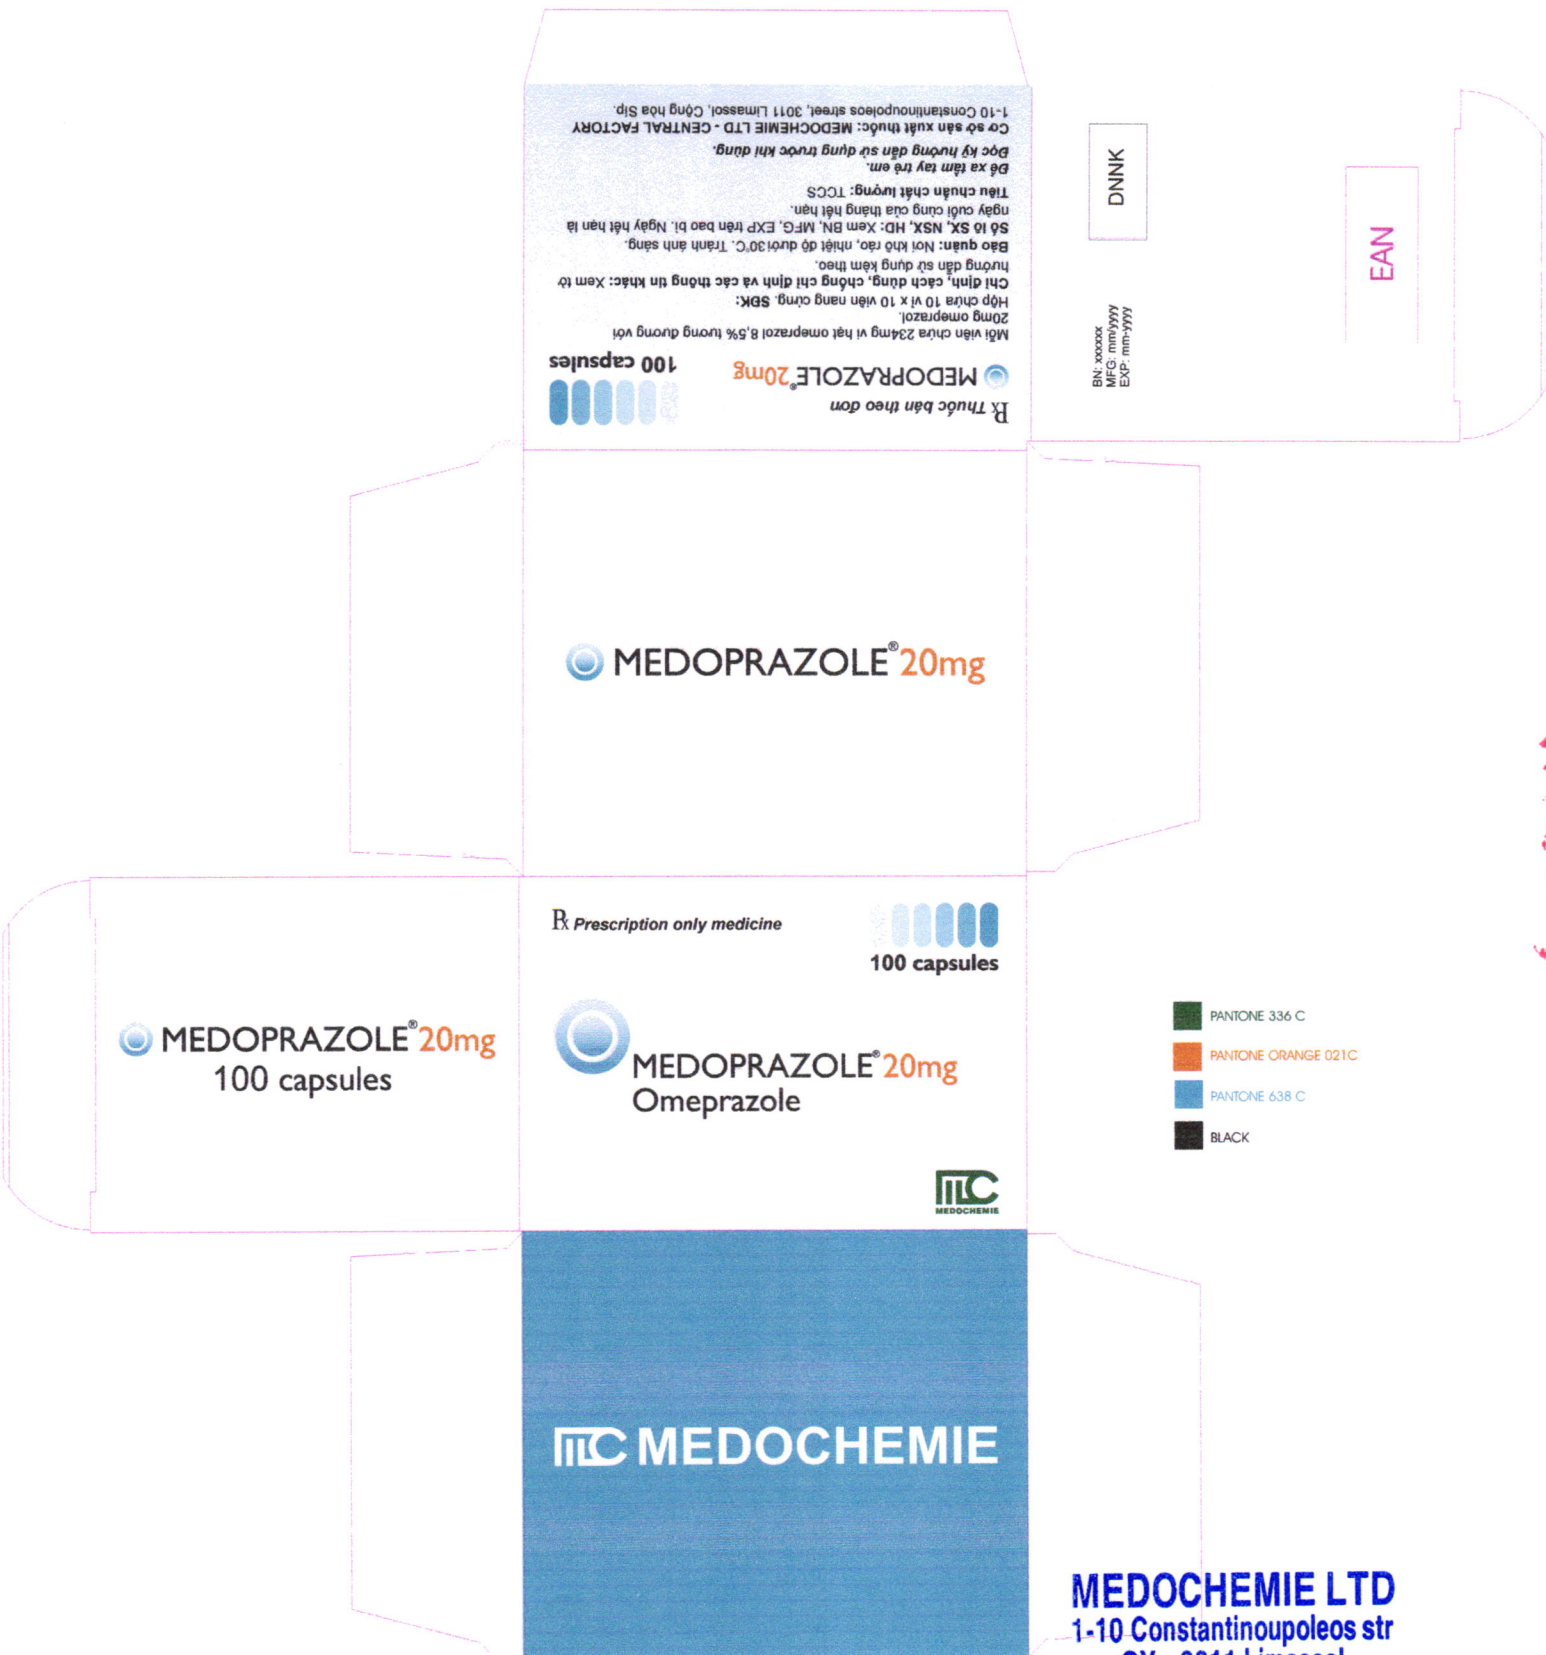 ℞ Thuốc bán theo đơn
MEDOPRAZOLE® 20mg
100 capsules
Mỗi viên chứa 234mg vi hạt omeprazol 8,5% tương đương với
20mg omeprazol.
Hộp chứa 10 vỉ x 10 viên nang cứng. SĐK:
Chỉ định, cách dùng, chống chỉ định và các thông tin khác: Xem tờ
hướng dẫn sử dụng kèm theo.
Bảo quản: Nơi khô ráo, nhiệt độ dưới 30°C. Tránh ánh sáng.
Số lô SX, NSX, HD: Xem BN, MFG, EXP trên bao bì. Ngày hết hạn là
ngày cuối cùng của tháng hết hạn.
Tiêu chuẩn chất lượng: TCCS
Để xa tầm tay trẻ em.
Đọc kỹ hướng dẫn sử dụng trước khi dùng.
Cơ sở sản xuất thuốc: MEDOCHEMIE LTD - CENTRAL FACTORY
1-10 Constantinoupoleos street, 3011 Limassol, Cộng hòa Síp.
DNNK
BN: xxxxxx
MFG: mm/yyyy
EXP: mm-yyyy
EAN
MEDOPRAZOLE® 20mg
MEDOPRAZOLE® 20mg
100 capsules
℞ Prescription only medicine
100 capsules
MEDOPRAZOLE® 20mg
Omeprazole
MC
MEDOCHEMIE
PANTONE 336 C
PANTONE ORANGE 021C
PANTONE 638 C
BLACK
MC MEDOCHEMIE
MEDOCHEMIE LTD
1-10 Constantinoupoleos str